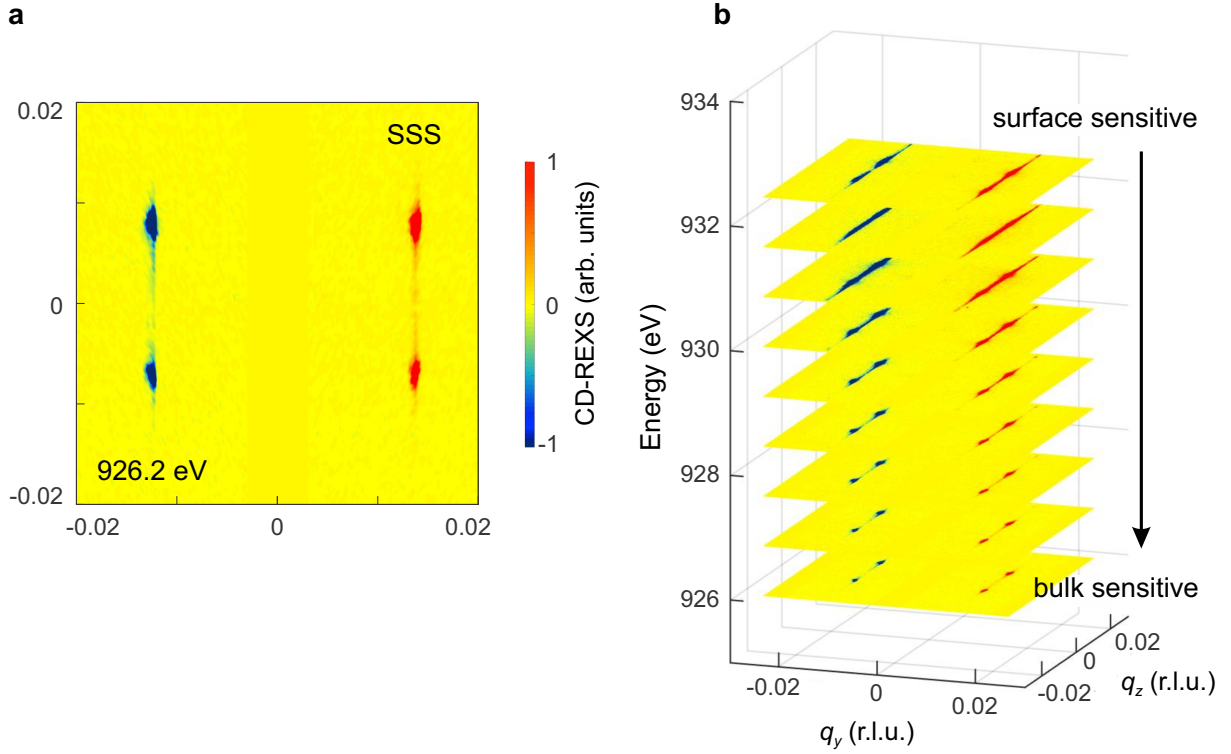 a
0.02
0
-0.02
-0.02
0
0.02
SSS
926.2 eV
1
0
-1
CD-REXS (arb. units)
b
934
932
930
928
926
Energy (eV)
surface sensitive
bulk sensitive
-0.02
0
0.02
qy (r.l.u.)
-0.02
0
0.02
qz (r.l.u.)